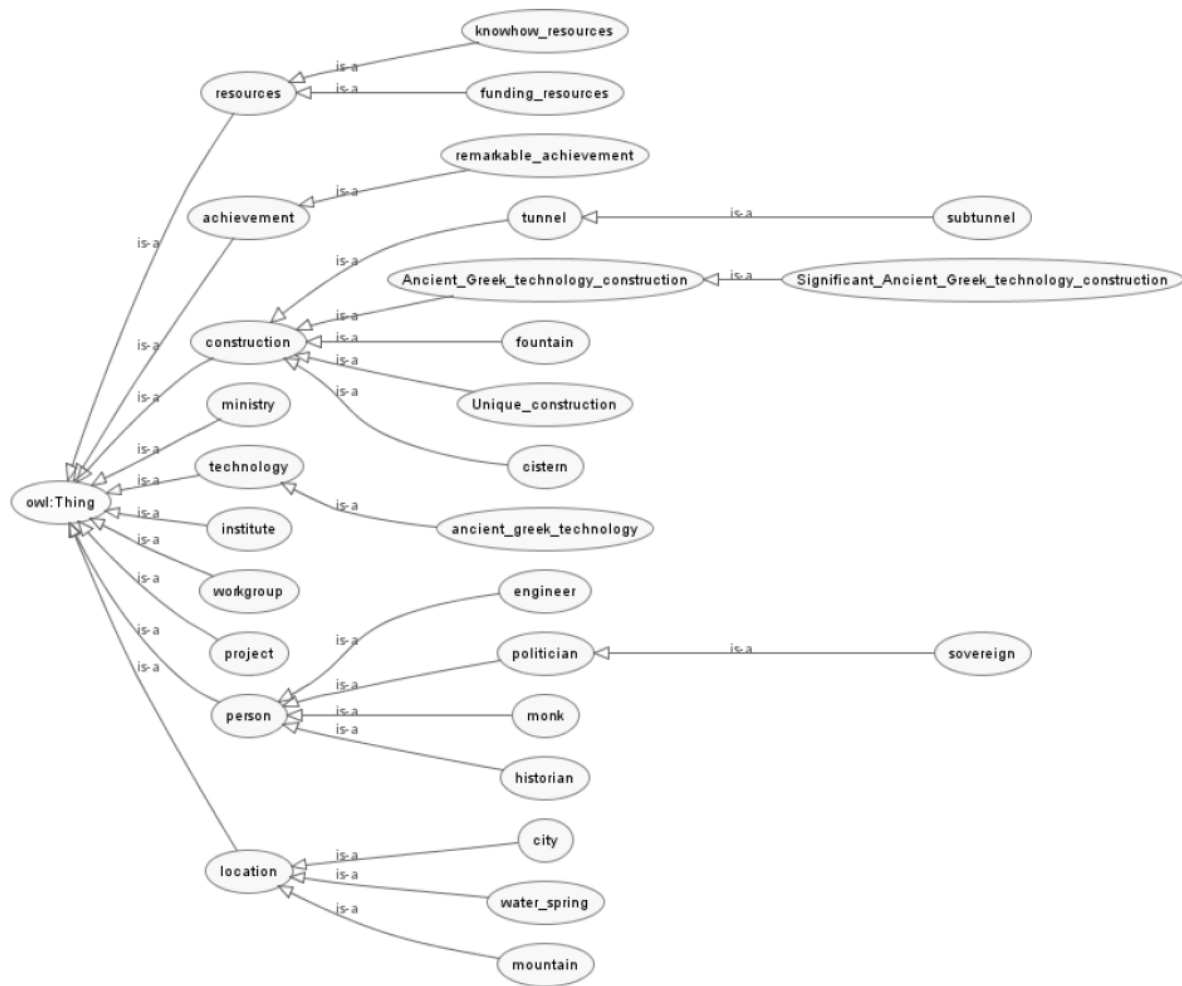 knowhow_resources
is-a
resources
is-a
funding_resources
remarkable_achievement
is-a
achievement
tunnel
is-a
subtunnel
is-a
is-a
Ancient_Greek_technology_construction
is-a
Significant_Ancient_Greek_technology_construction
is-a
construction
is-a
fountain
is-a
is-a
is-a
Unique_construction
is-a
ministry
is-a
technology
is-a
cistern
is-a
is-a
owl:Thing
is-a
institute
ancient_greek_technology
is-a
workgroup
is-a
engineer
is-a
is-a
project
politician
is-a
sovereign
is-a
is-a
person
is-a
monk
is-a
historian
city
is-a
location
is-a
water_spring
is-a
mountain